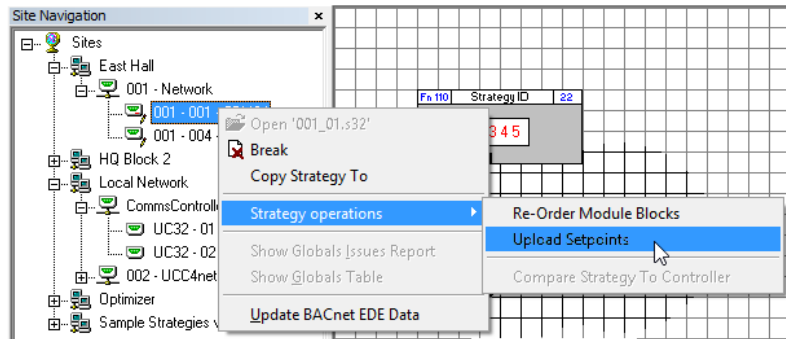 Site Navigation x
Sites
East Hall
001 - Network
001 - 001 -
001 - 004 -
HQ Block 2
Local Network
UC32 - 01
UC32 - 02
002 - UCC4net
Optimizer
Sample Strategies
Open '001_01.s32'
Break
Copy Strategy To
Strategy operations
Show Globals Issues Report
Show Globals Table
Update BACnet EDE Data
Fn 110 Strategy ID 22
3 4 5
Re-Order Module Blocks
Upload Setpoints
Compare Strategy To Controller